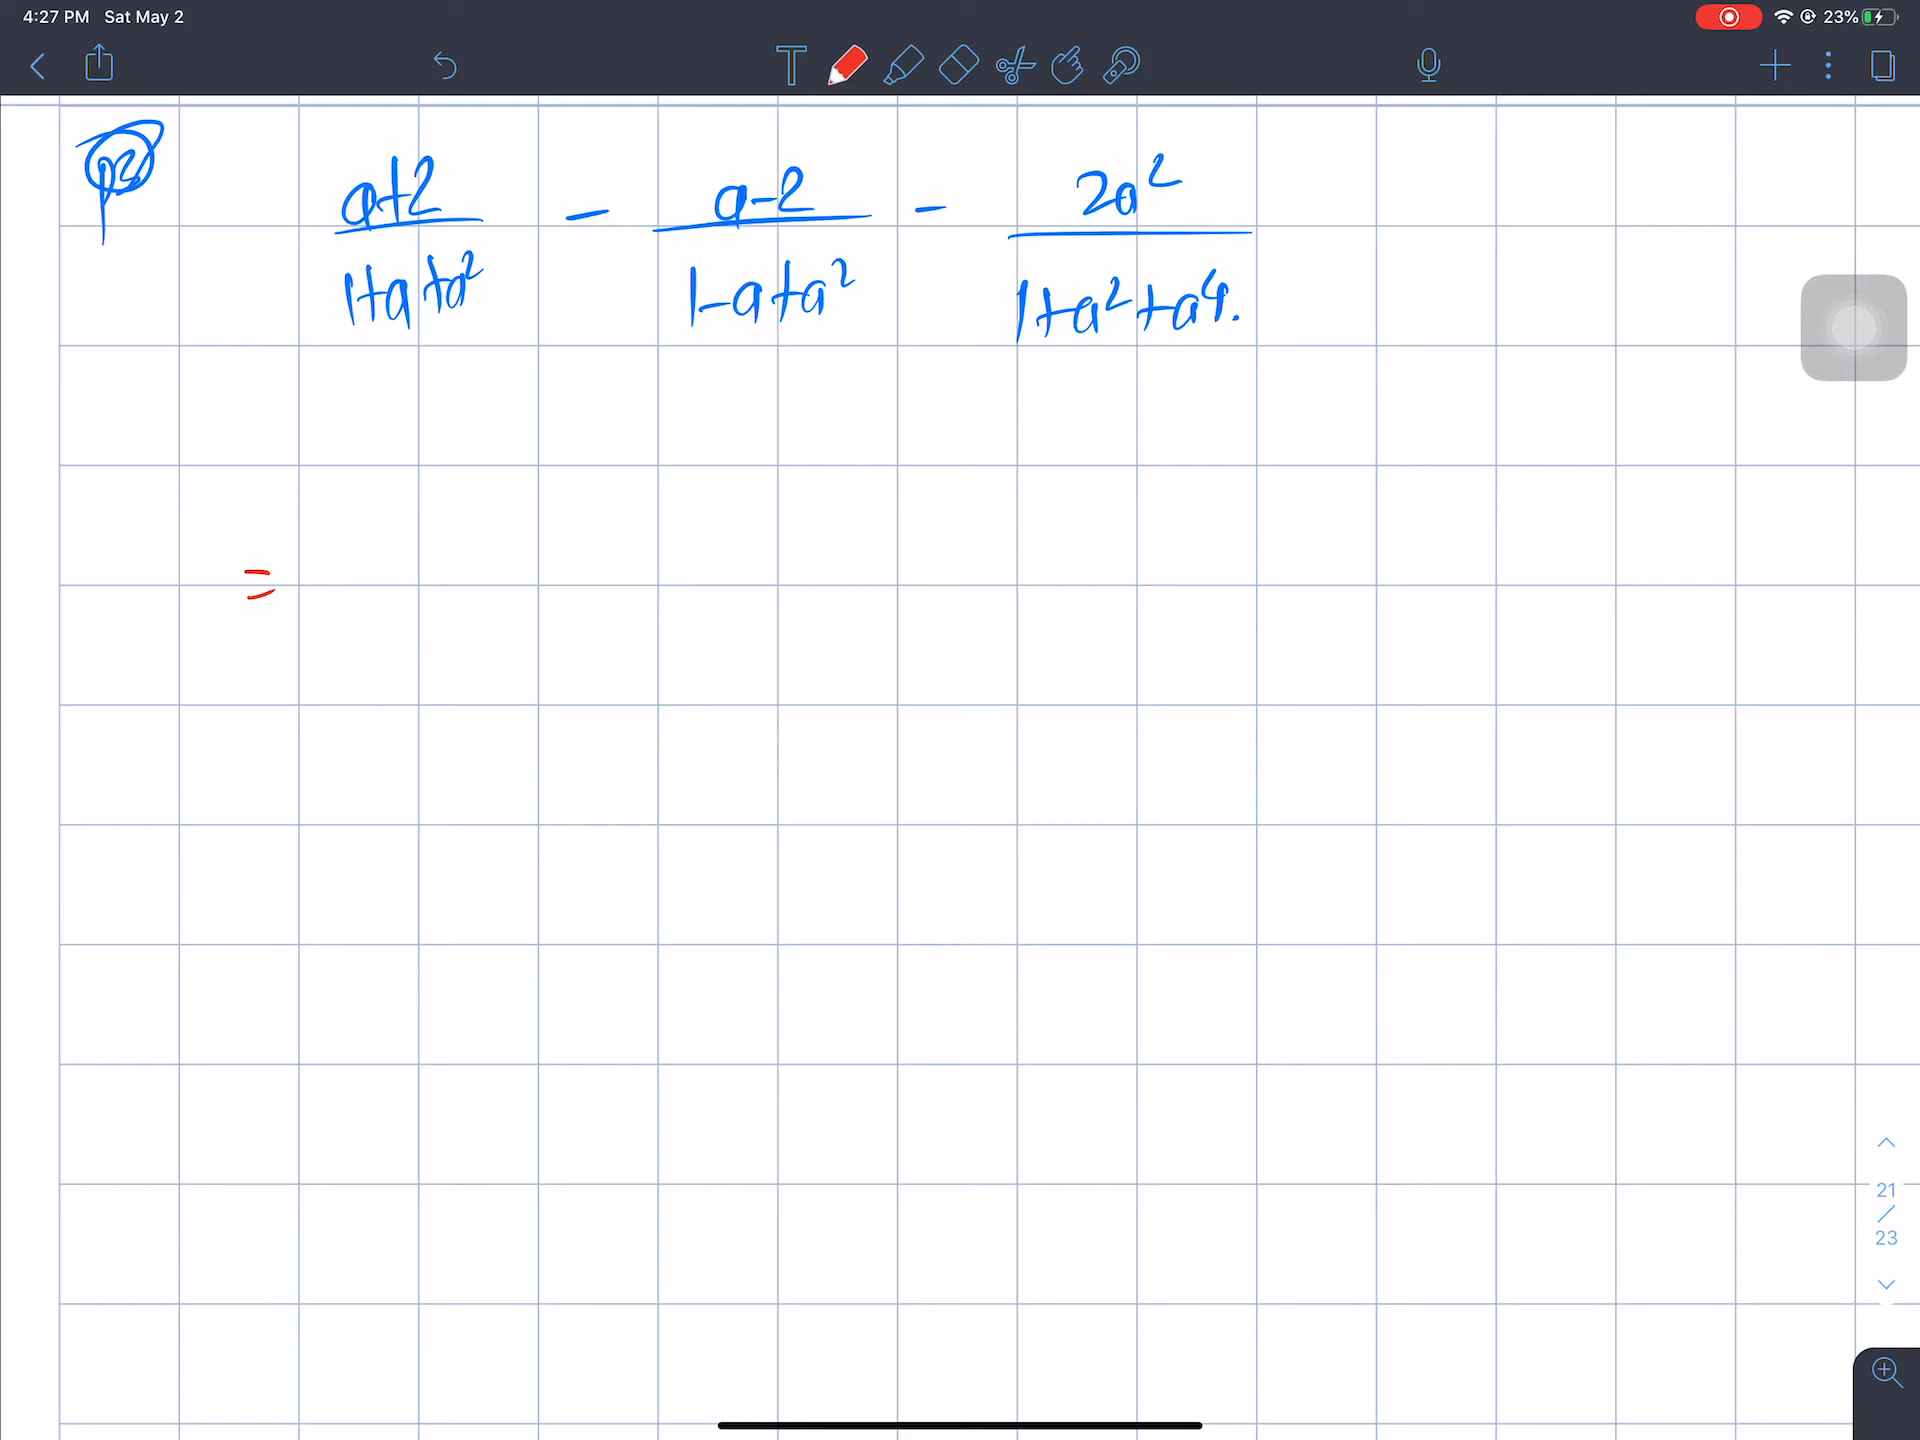 4:27 PM Sat May 2
23%
T
a+2 a-2 2a²
— - — - —
1+a+a² 1-a+a² 1+a²+a⁴.
=
21
/
23